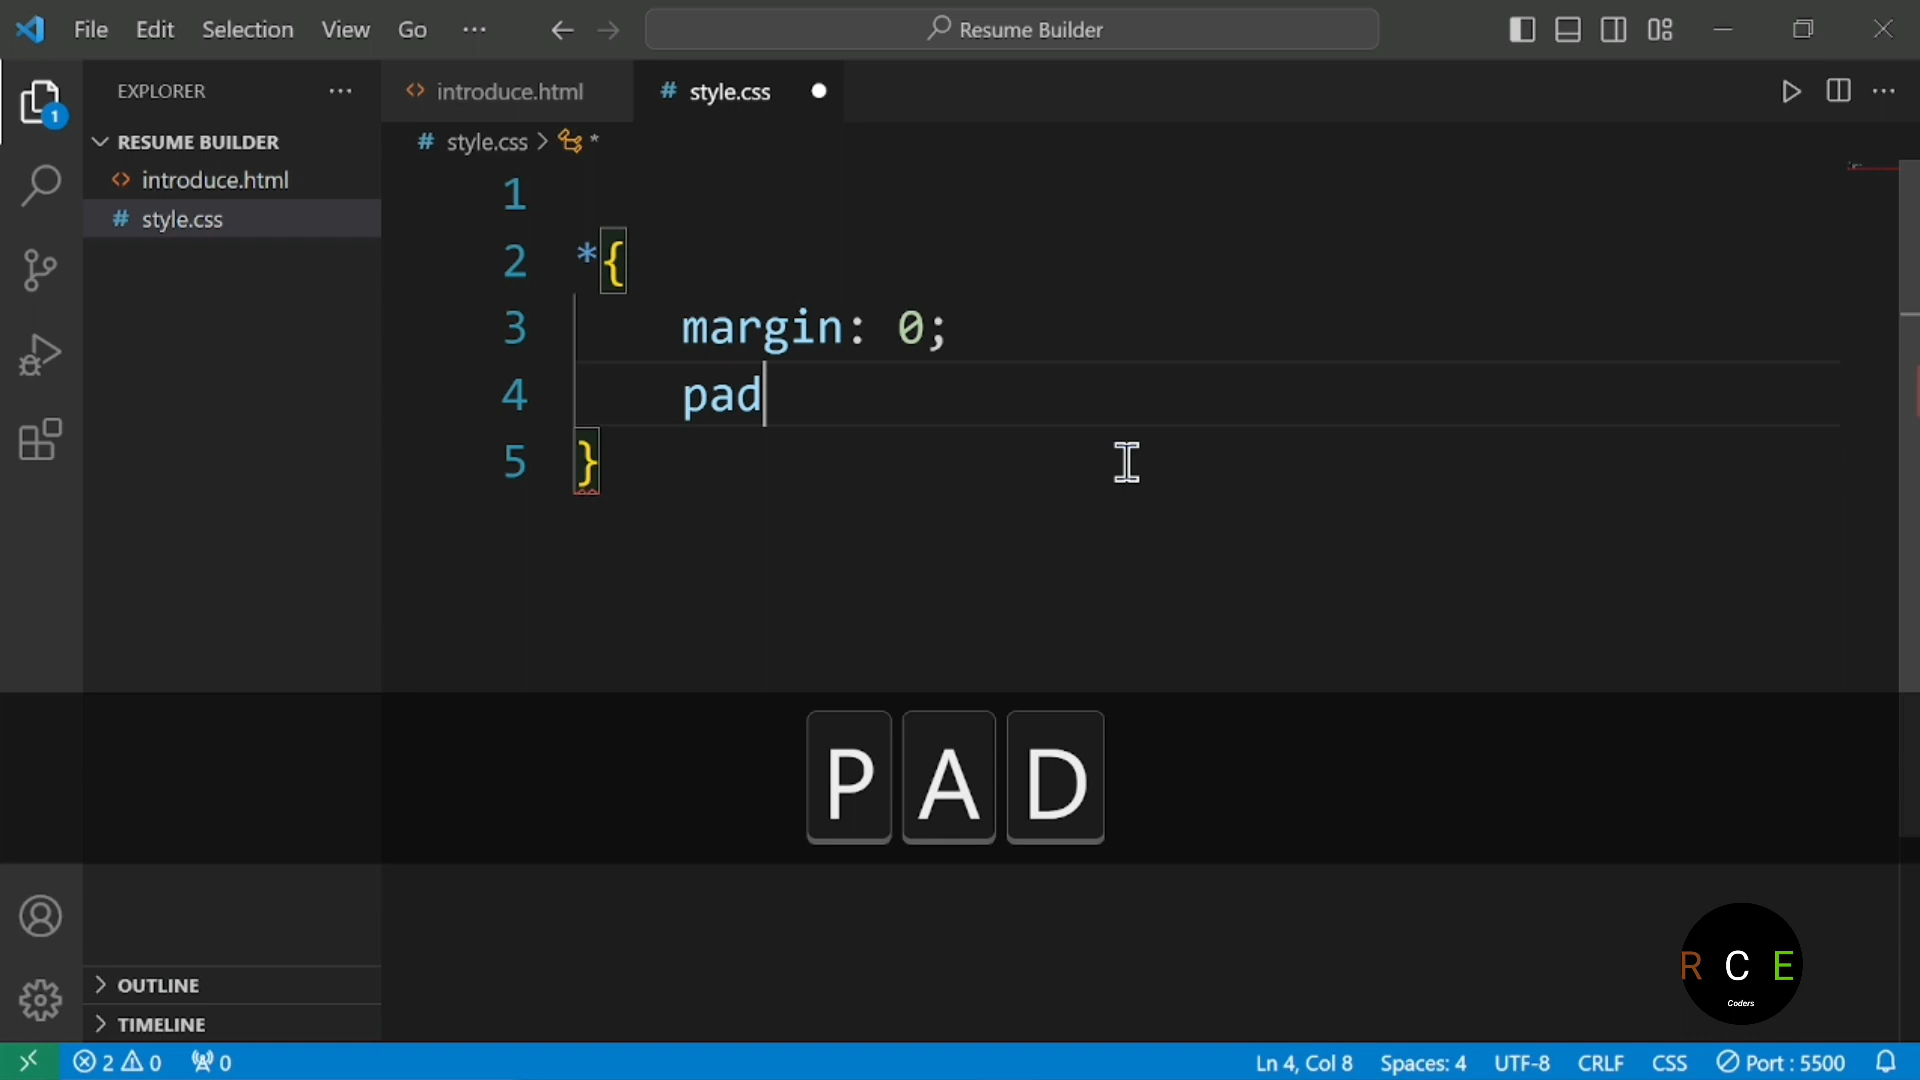 File Edit Selection View Go ··· Resume Builder
EXPLORER ···
1
RESUME BUILDER
<> introduce.html
# style.css
<> introduce.html
# style.css
···
# style.css > *
1
2 *{
3 margin: 0;
4 pad
5 }
P A D
R C E
Coders
OUTLINE
TIMELINE
2 0 0
Ln 4, Col 8 Spaces: 4 UTF-8 CRLF CSS Port : 5500